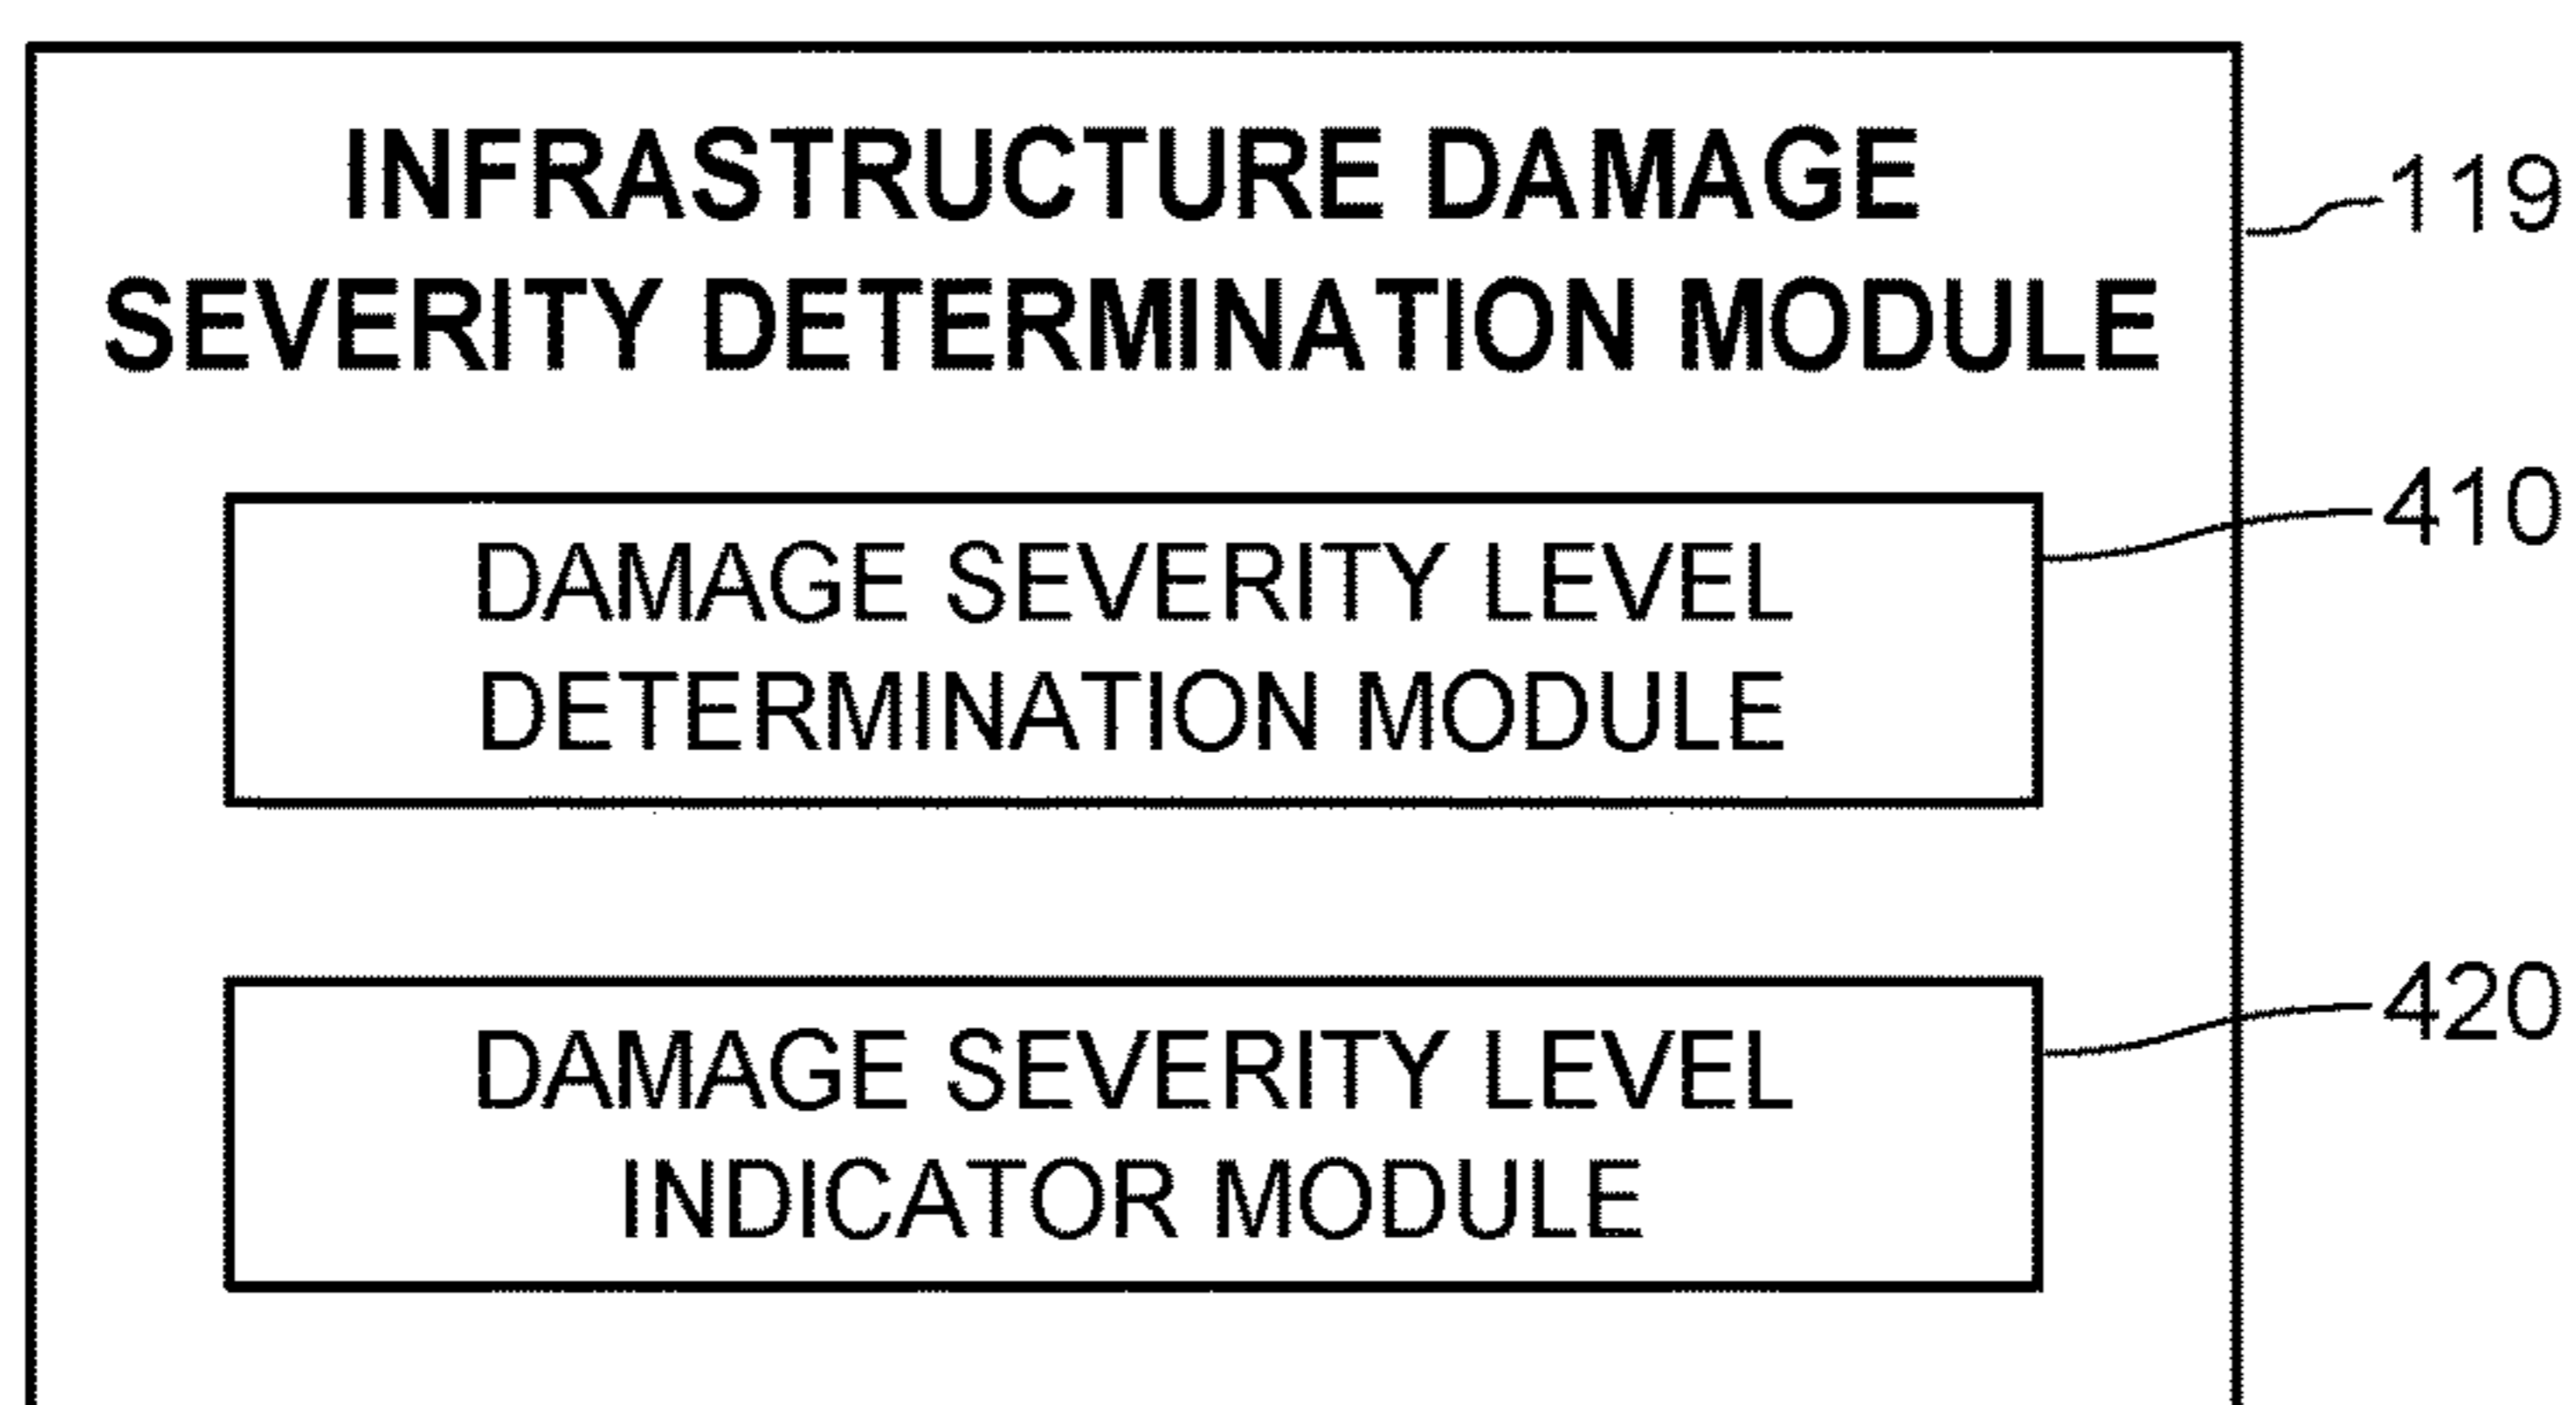 INFRASTRUCTURE DAMAGE
SEVERITY DETERMINATION MODULE
119
DAMAGE SEVERITY LEVEL
DETERMINATION MODULE
410
DAMAGE SEVERITY LEVEL
INDICATOR MODULE
420